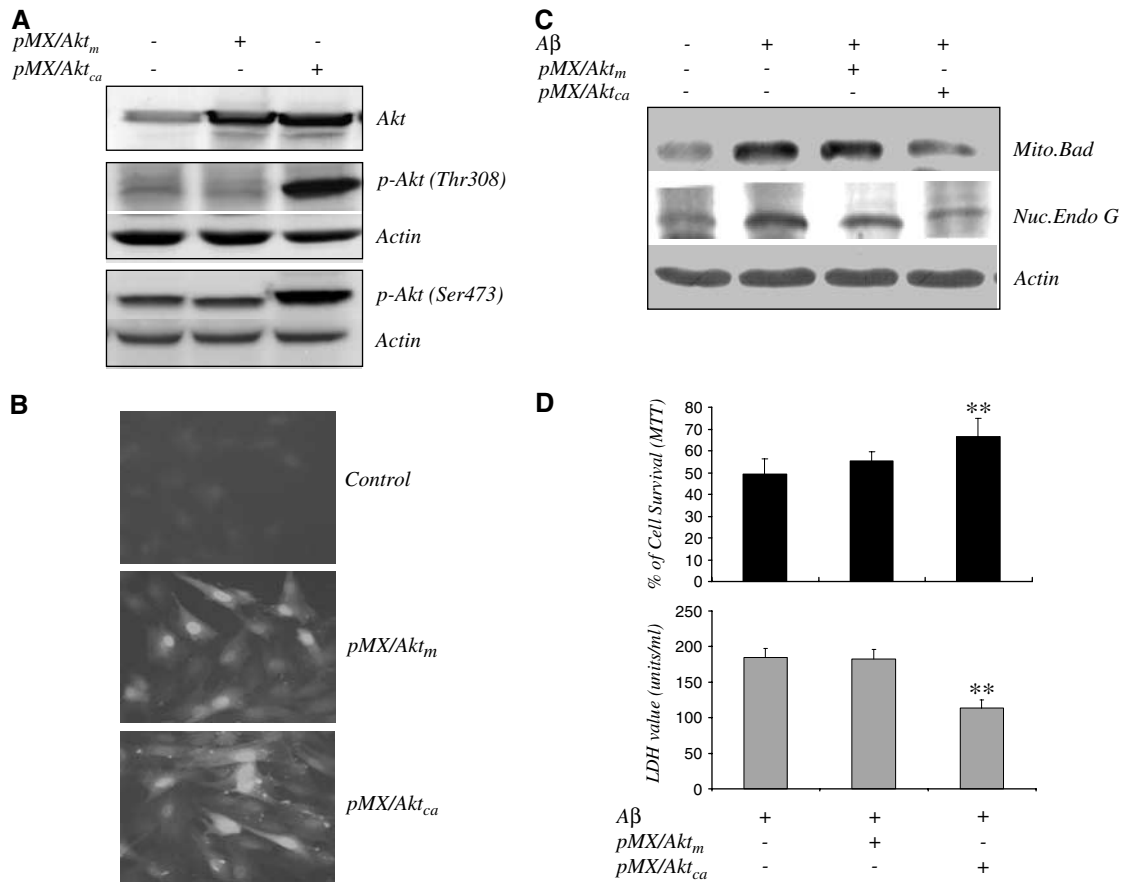 A
pMX/Aktm - + -
pMX/Aktca - - +
Akt
p-Akt (Thr308)
Actin
p-Akt (Ser473)
Actin
B
Control
pMX/Aktm
pMX/Aktca
C
Aβ - + + +
pMX/Aktm - - + -
pMX/Aktca - - - +
Mito.Bad
Nuc.Endo G
Actin
D
% of Cell Survival (MTT)
80
70
60
50
40
30
20
10
0
**
LDH value (units/ml)
250
200
150
100
50
0
**
Aβ + + +
pMX/Aktm - + -
pMX/Aktca - - +